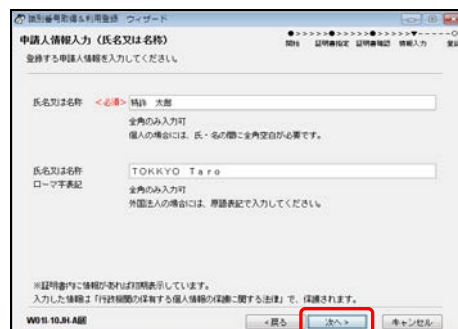 識別番号取得&利用登録 ウィザード
申請人情報入力（氏名又は名称）
●>>>>>●>>>>>●>>>>>▼-----○
開始 証明書指定 証明書確認 情報入力 登録
登録する申請人情報を入力してください。
氏名又は名称 <必須> 特許　太郎
全角のみ入力可
個人の場合には、氏・名の間に全角空白が必要です。
氏名又は名称
ローマ字表記
ＴＯＫＫＹＯ　Ｔａｒｏ
全角のみ入力可
外国法人の場合には、原語表記で入力してください。
※証明書内に情報があれば初期表示しています。
入力した情報は「行政機関の保有する個人情報の保護に関する法律」で、保護されます。
<戻る 次へ> キャンセル